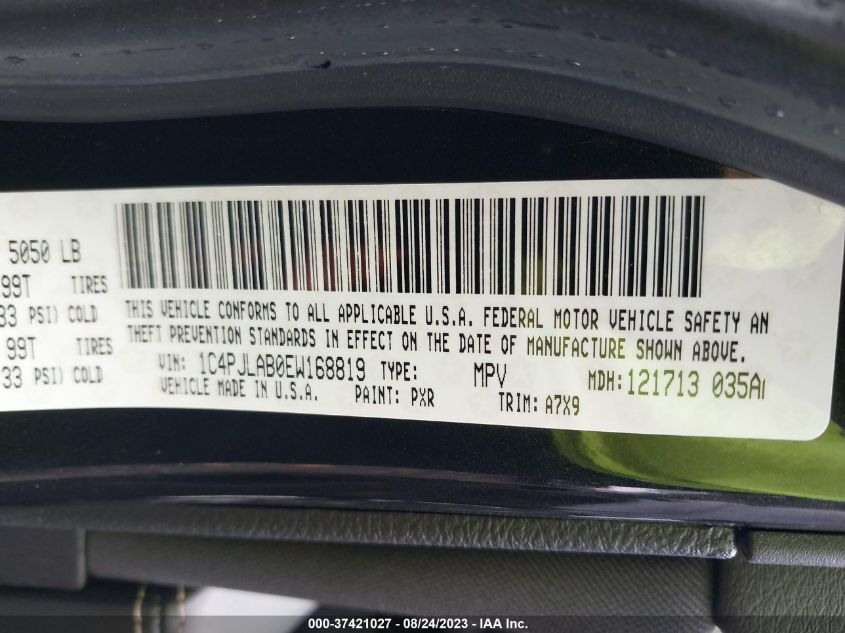 5050 LB
99T TIRES
33 PSI) COLD
99T TIRES
33 PSI) COLD
THIS VEHICLE CONFORMS TO ALL APPLICABLE U.S.A. FEDERAL MOTOR VEHICLE SAFETY AN
THEFT PREVENTION STANDARDS IN EFFECT ON THE DATE OF MANUFACTURE SHOWN ABOVE.
VIN: 1C4PJLAB0EW168819 TYPE: MPV MDH:121713 035A
VEHICLE MADE IN U.S.A. PAINT: PXR TRIM: A7X9
000-37421027 - 08/24/2023 - IAA Inc.